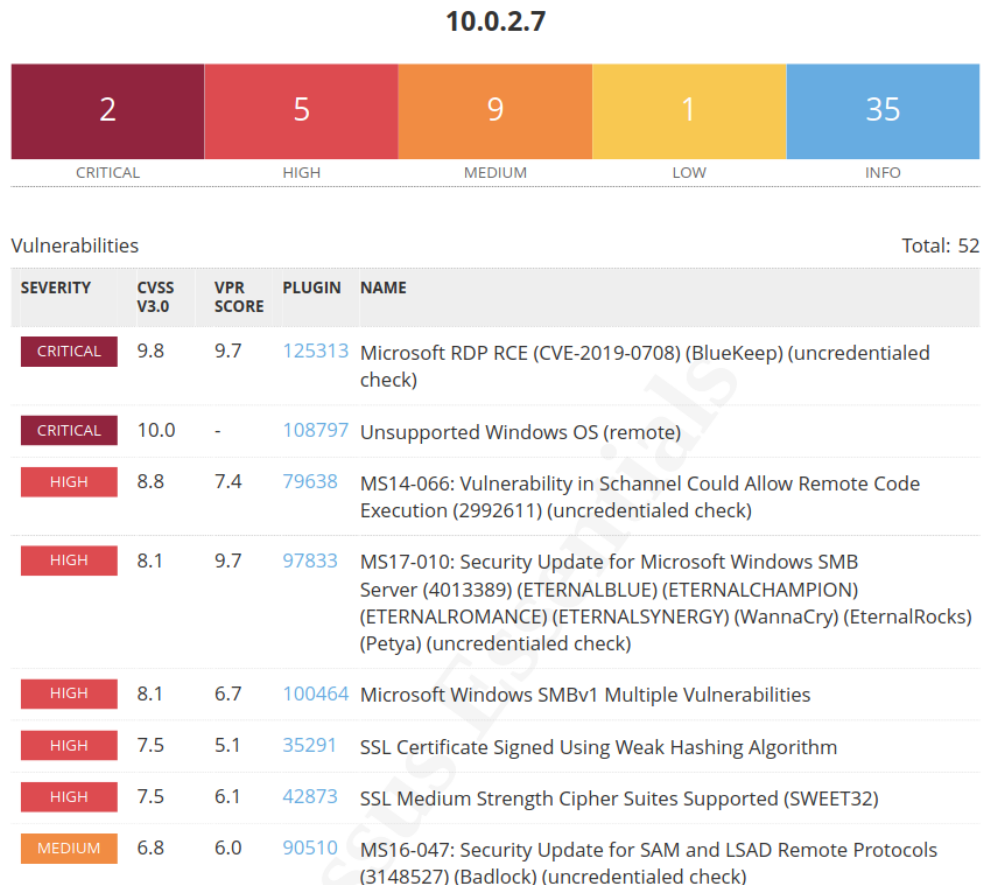 10.0.2.7
2 5 9 1 35
CRITICAL HIGH MEDIUM LOW INFO
Vulnerabilities Total: 52
SEVERITY CVSS V3.0 VPR SCORE PLUGIN NAME
CRITICAL 9.8 9.7 125313 Microsoft RDP RCE (CVE-2019-0708) (BlueKeep) (uncredentialed
check)
CRITICAL 10.0 - 108797 Unsupported Windows OS (remote)
HIGH 8.8 7.4 79638 MS14-066: Vulnerability in Schannel Could Allow Remote Code
Execution (2992611) (uncredentialed check)
HIGH 8.1 9.7 97833 MS17-010: Security Update for Microsoft Windows SMB
Server (4013389) (ETERNALBLUE) (ETERNALCHAMPION)
(ETERNALROMANCE) (ETERNALSYNERGY) (WannaCry) (EternalRocks)
(Petya) (uncredentialed check)
HIGH 8.1 6.7 100464 Microsoft Windows SMBv1 Multiple Vulnerabilities
HIGH 7.5 5.1 35291 SSL Certificate Signed Using Weak Hashing Algorithm
HIGH 7.5 6.1 42873 SSL Medium Strength Cipher Suites Supported (SWEET32)
MEDIUM 6.8 6.0 90510 MS16-047: Security Update for SAM and LSAD Remote Protocols
(3148527) (Badlock) (uncredentialed check)
ssus Essentials